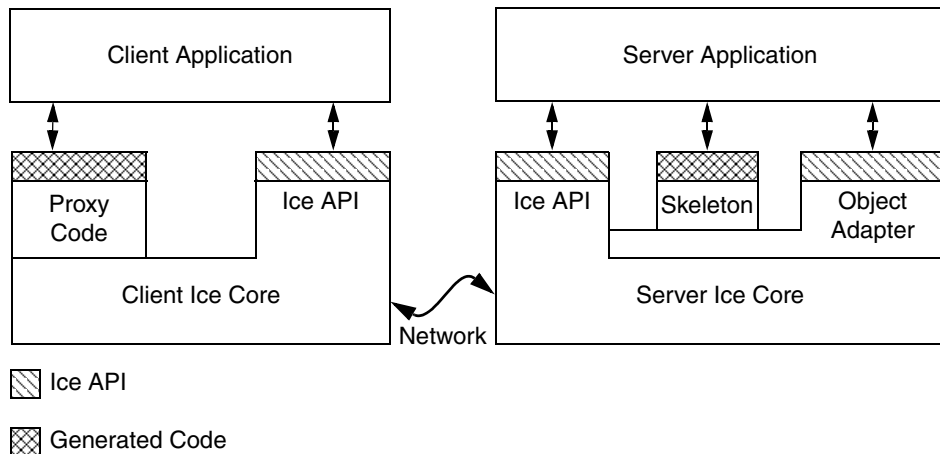 Client Application
Server Application
Proxy
Code
Ice API
Ice API
Skeleton
Object
Adapter
Client Ice Core
Server Ice Core
Network
Ice API
Generated Code